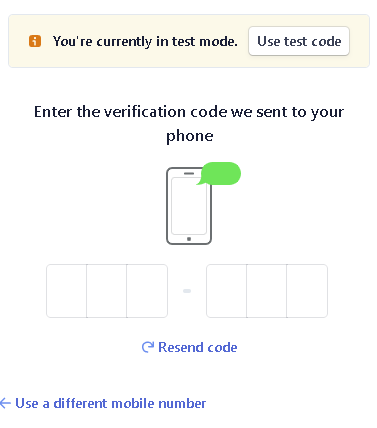 You're currently in test mode.
Use test code
Enter the verification code we sent to your
phone
Resend code
Use a different mobile number